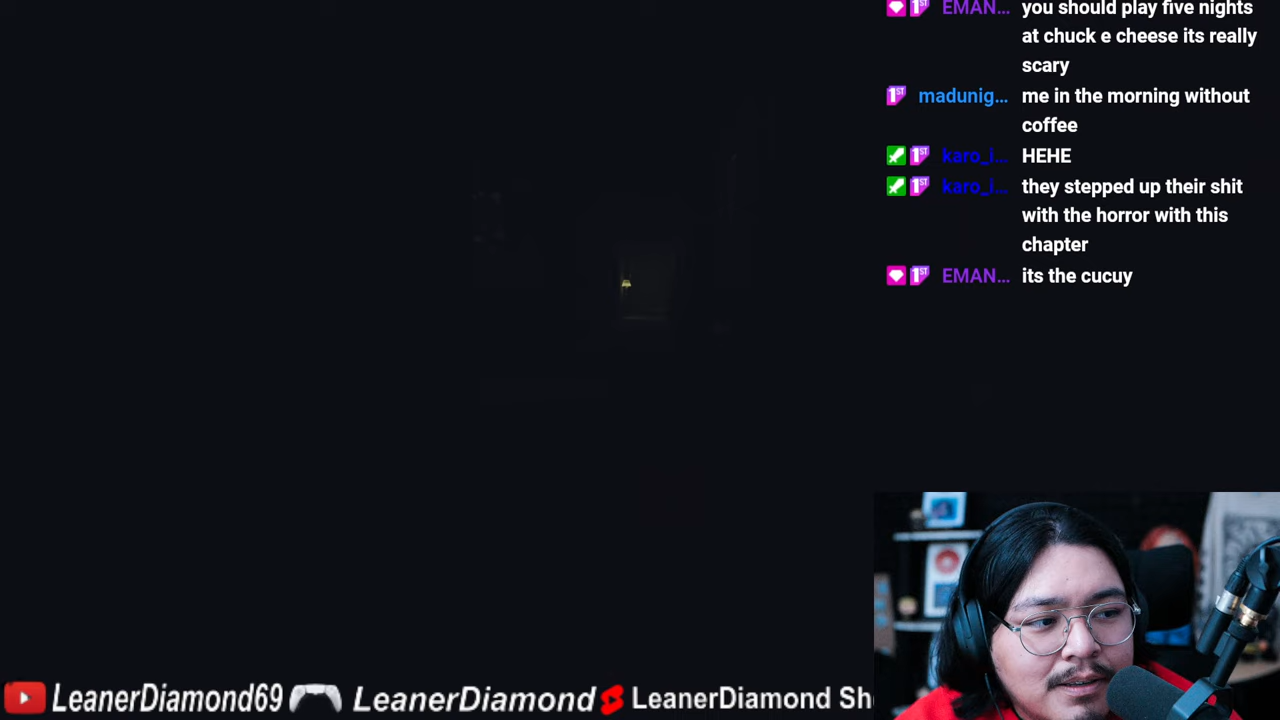 EMAN... you should play five nights
at chuck e cheese its really
scary
madunig... me in the morning without
coffee
karo_l... HEHE
karo_l... they stepped up their shit
with the horror with this
chapter
EMAN... its the cucuy
LeanerDiamond69 LeanerDiamond LeanerDiamond Sh